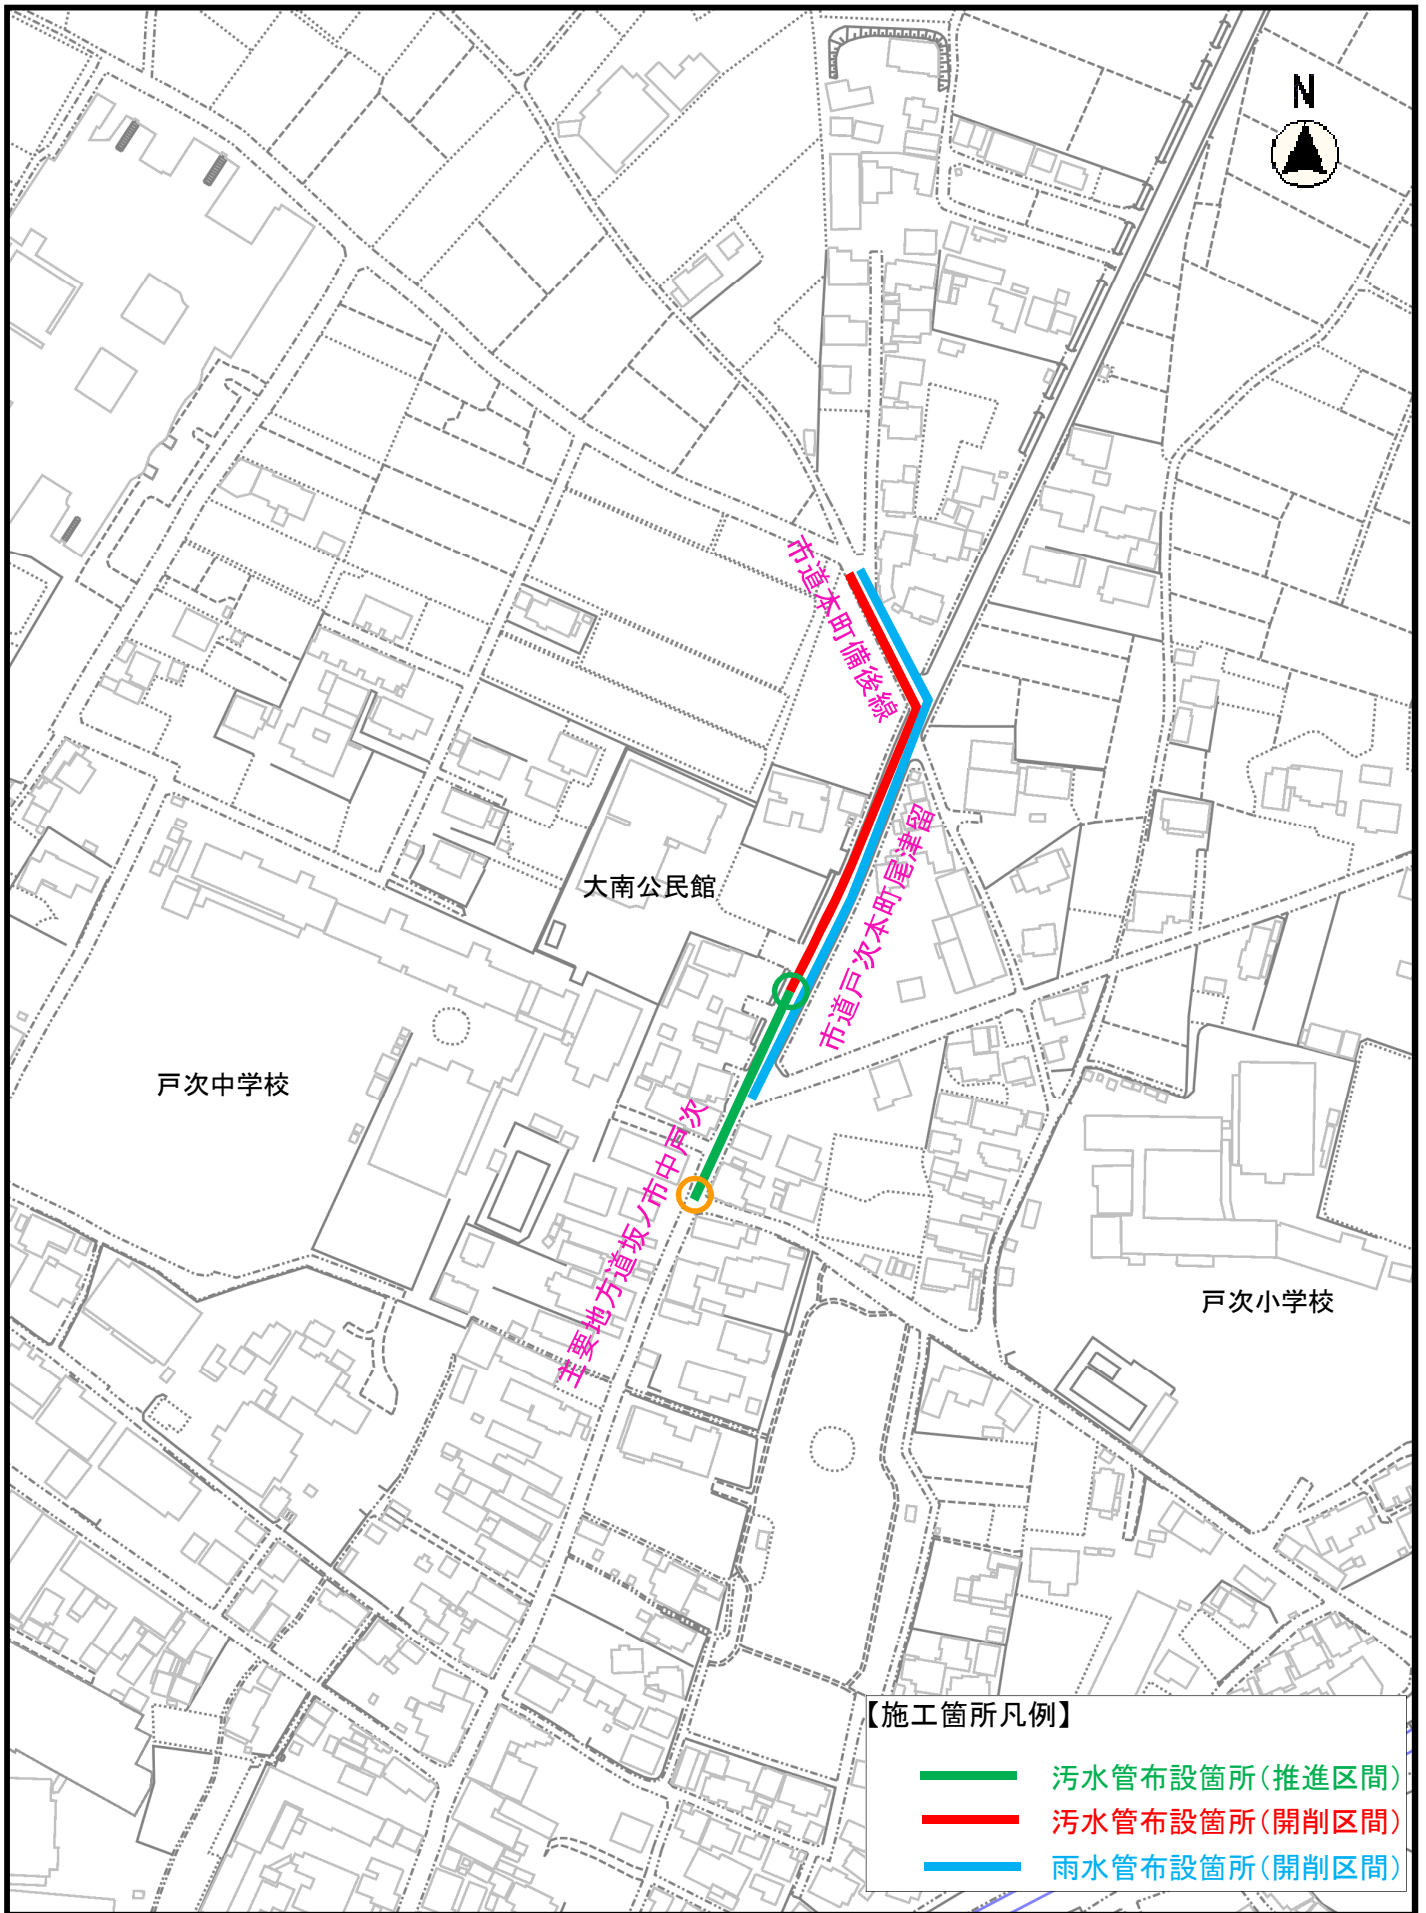 N
市道本町備後線
市道戸次本町尾津留
大南公民館
戸次中学校
主要地方道坂ノ市中戸次
戸次小学校
【施工箇所凡例】
汚水管布設箇所(推進区間)
汚水管布設箇所(開削区間)
雨水管布設箇所(開削区間)